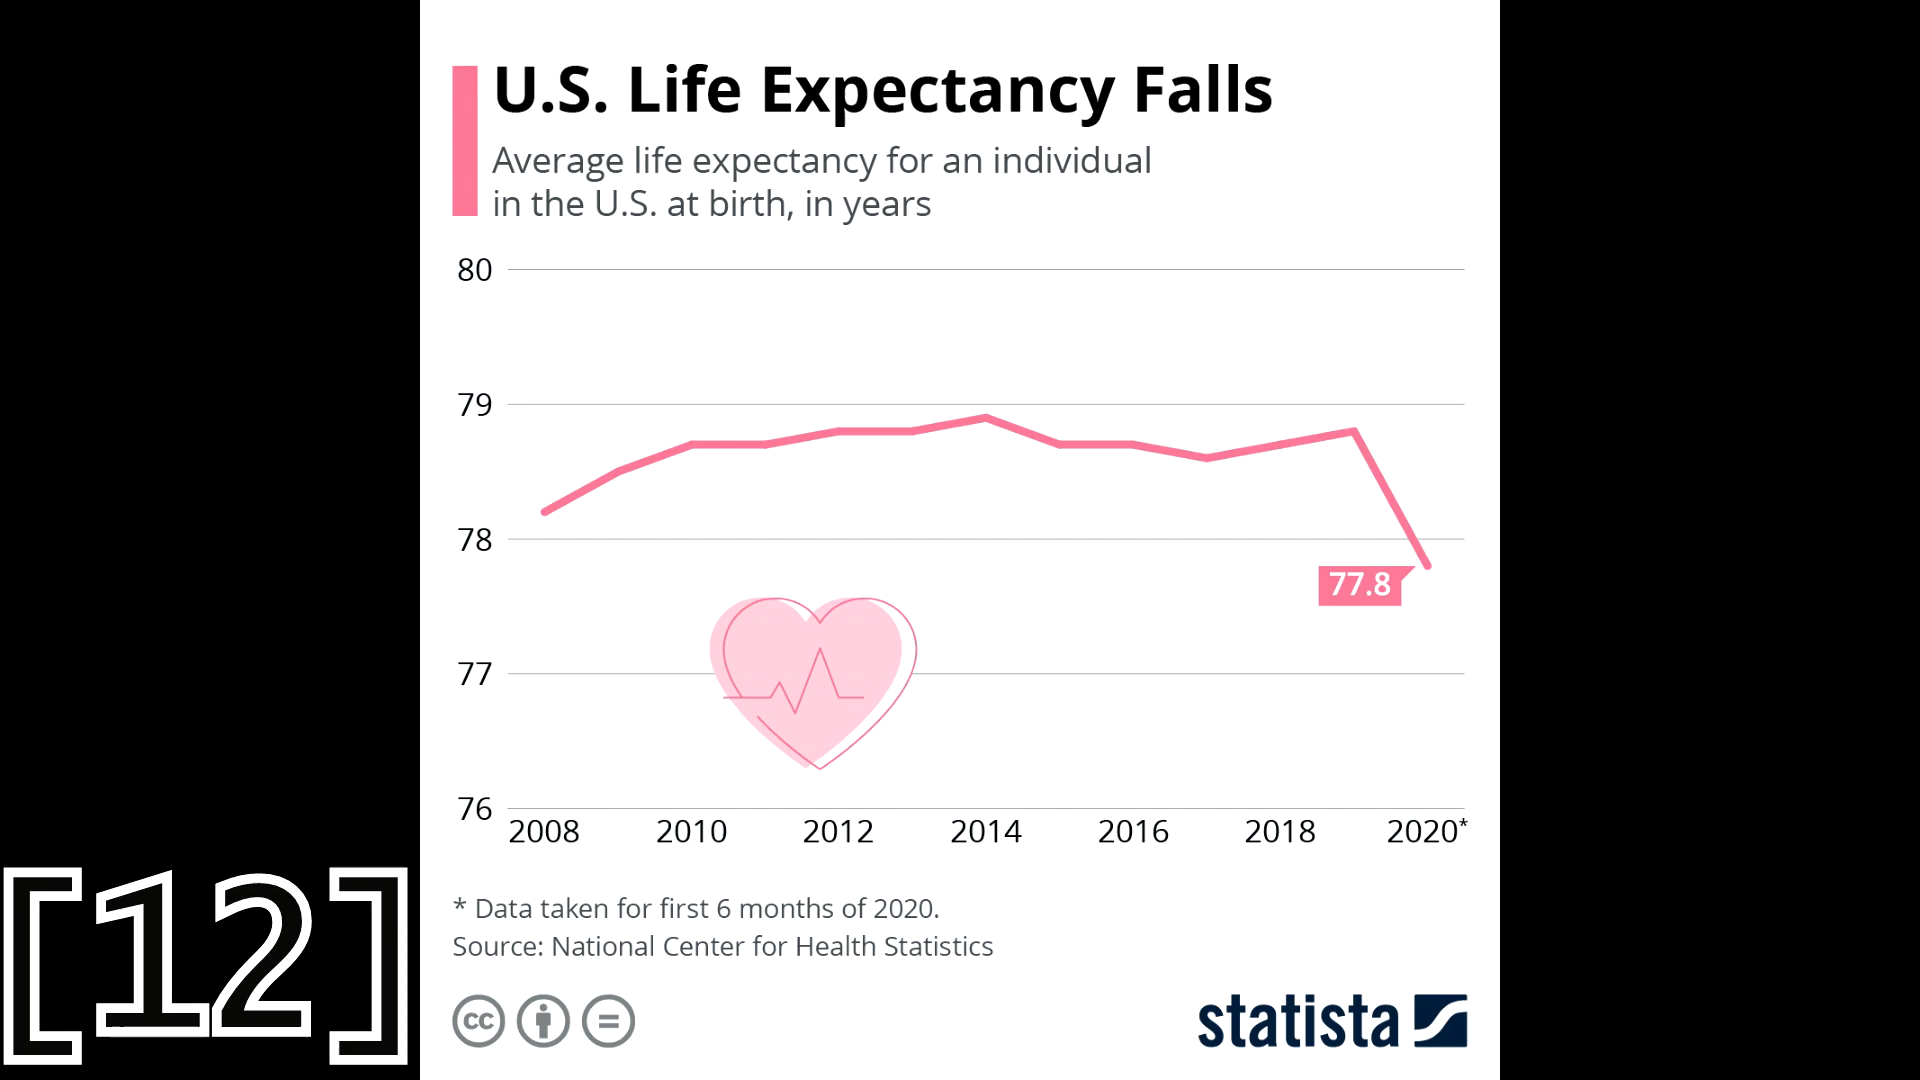 U.S. Life Expectancy Falls
Average life expectancy for an individual
in the U.S. at birth, in years
80
79
78
77.8
77
76
2008 2010 2012 2014 2016 2018 2020*
* Data taken for first 6 months of 2020.
Source: National Center for Health Statistics
[12]
cc =
statista